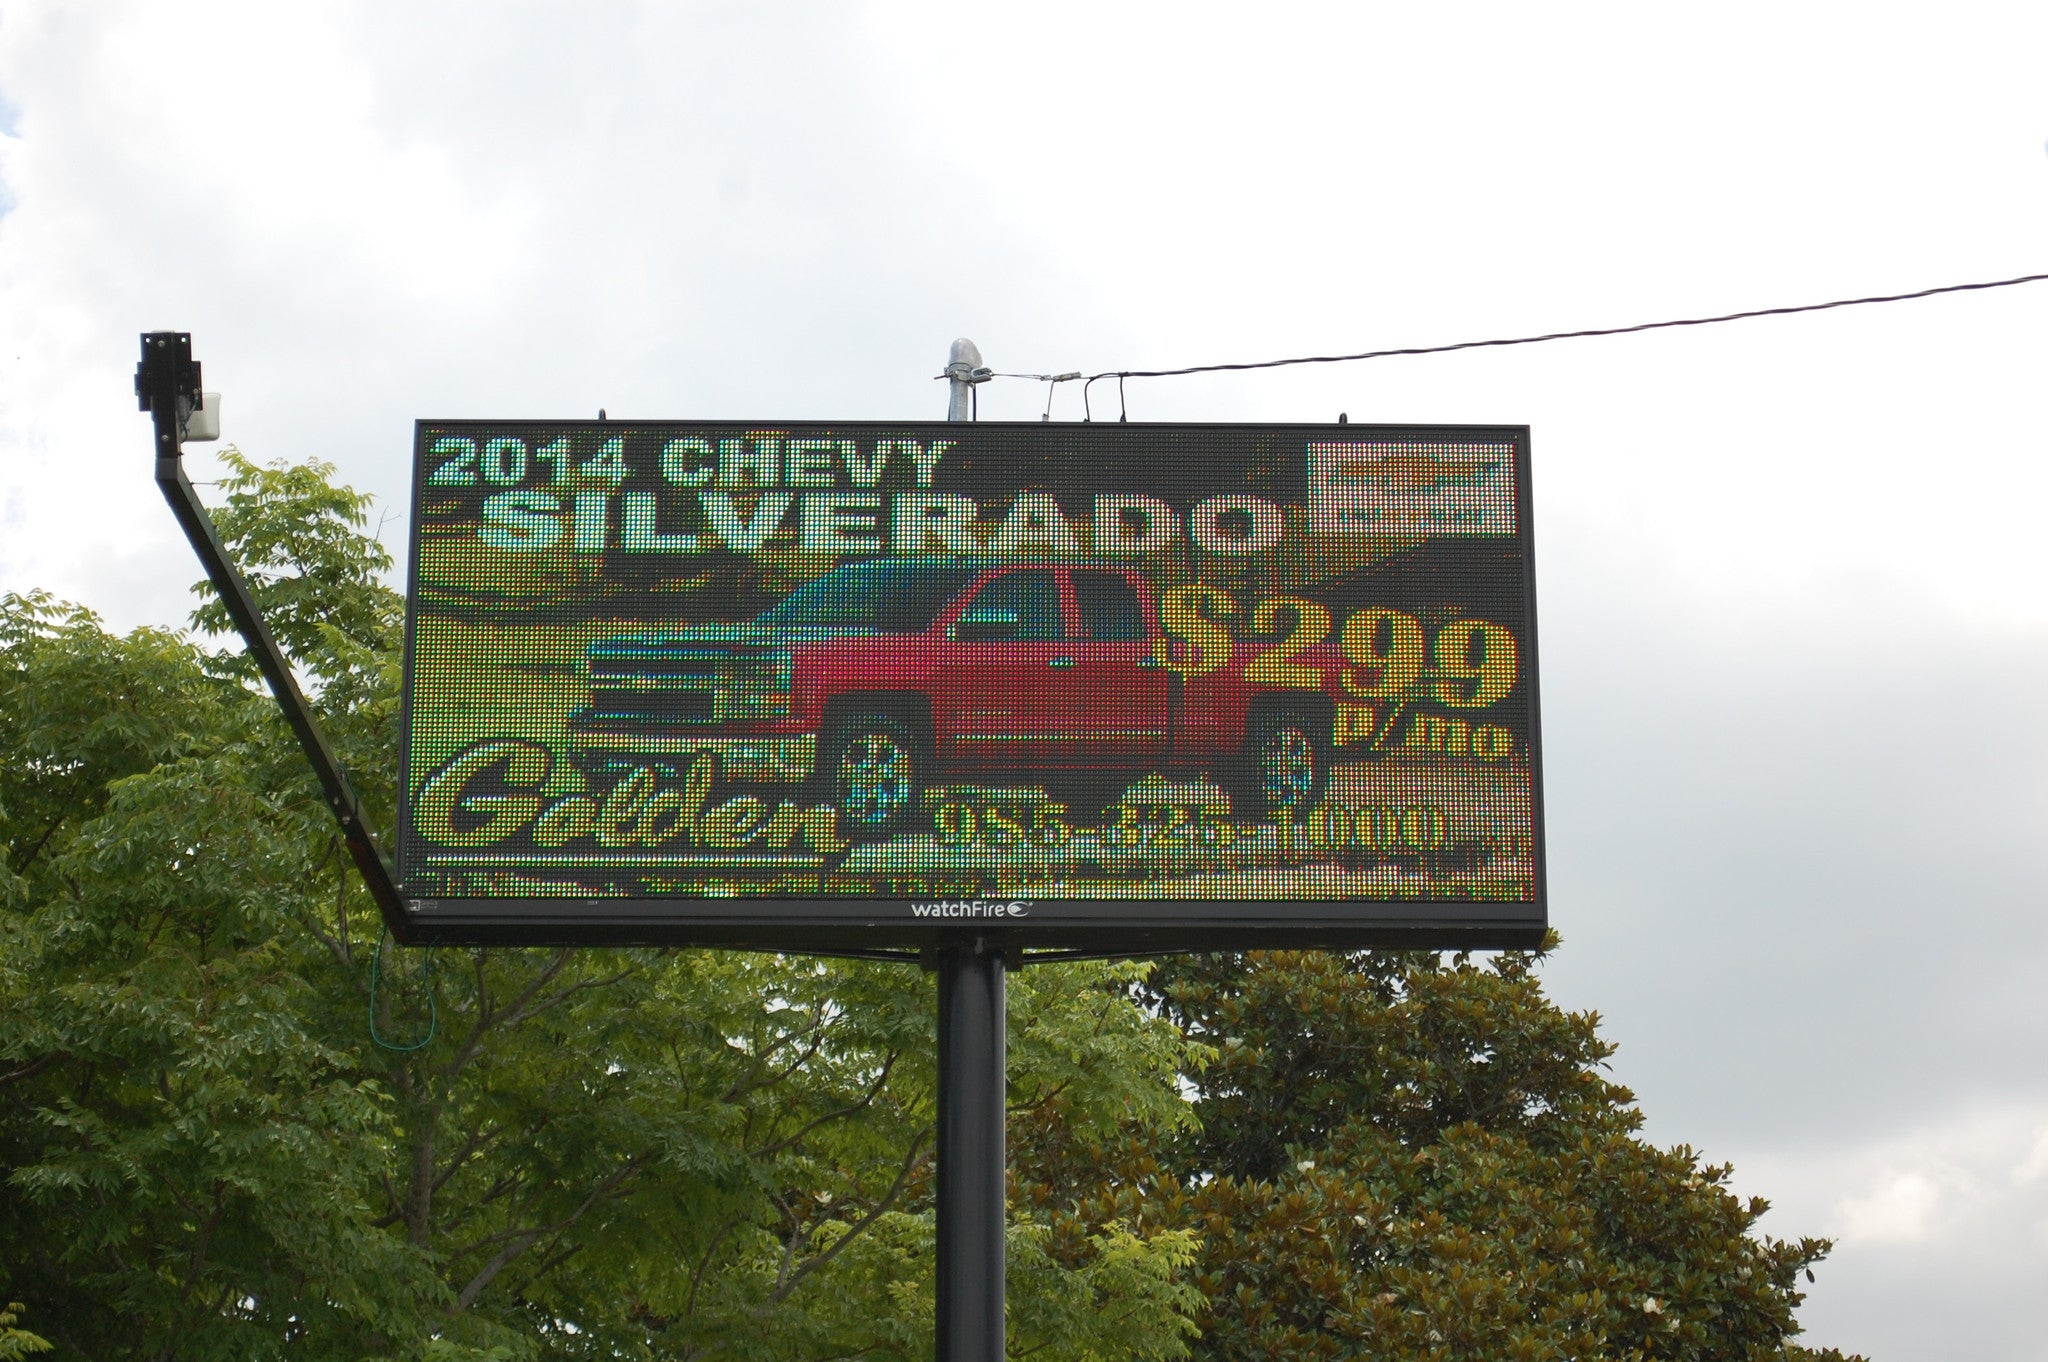 2014 CHEVY
SILVERADO
$299
p/mo
Golden
985-325-1000
watchFire